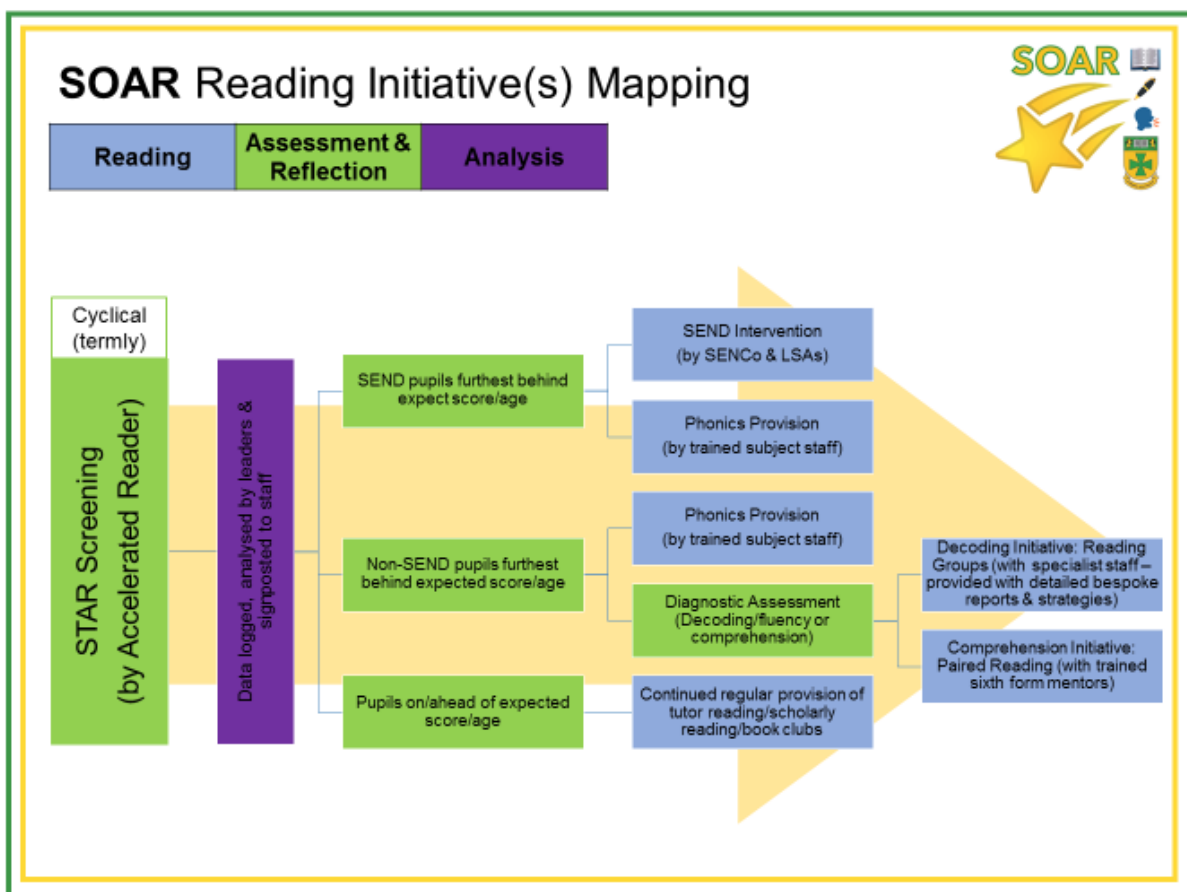 SOAR Reading Initiative(s) Mapping
SOAR
Reading
Assessment &
Reflection
Analysis
Cyclical
(termly)
STAR Screening
(by Accelerated Reader)
Data logged, analysed by leaders &
signposted to staff
SEND pupils furthest behind
expect score/age
Non-SEND pupils furthest
behind expected score/age
Pupils on/ahead of expected
score/age
SEND Intervention
(by SENCo & LSAs)
Phonics Provision
(by trained subject staff)
Phonics Provision
(by trained subject staff)
Diagnostic Assessment
(Decoding/fluency or
comprehension)
Continued regular provision of
tutor reading/scholarly
reading/book clubs
Decoding Initiative: Reading
Groups (with specialist staff –
provided with detailed bespoke
reports & strategies)
Comprehension Initiative:
Paired Reading (with trained
sixth form mentors)